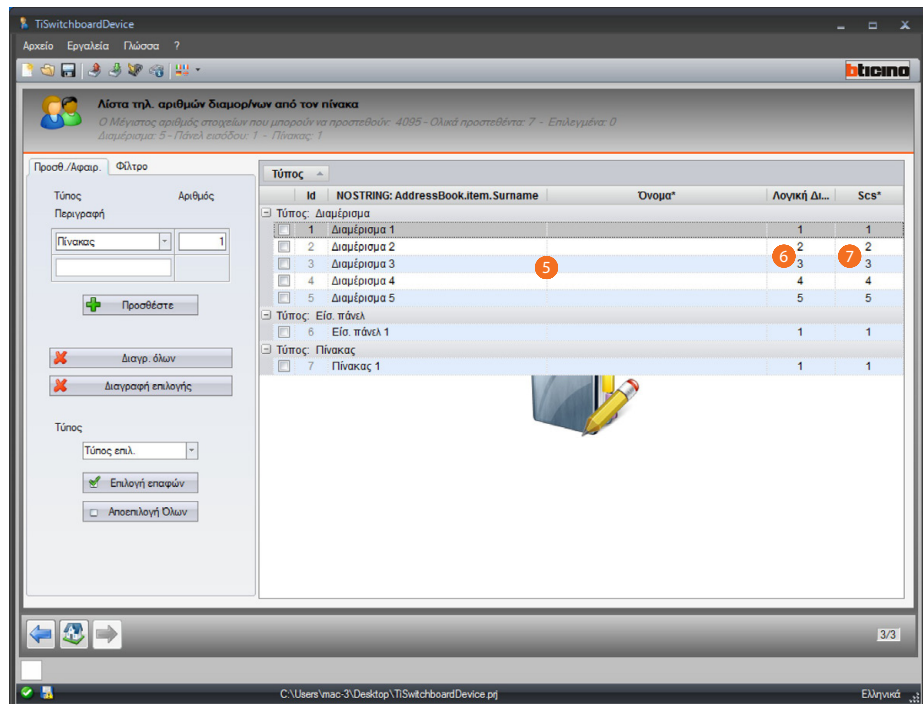 TiSwitchboardDevice
Αρχείο Εργαλεία Γλώσσα ?
bticino
Λίστα τηλ. αριθμών διαμορ/νων από τον πίνακα
Ο Μέγιστος αριθμός στοιχείων που μπορούν να προστεθούν: 4095 - Ολικά προστεθέντα: 7 - Επιλεγμένα: 0
Διαμέρισμα: 5 - Πάνελ εισόδου: 1 - Πίνακας: 1
Προσθ./Αφαιρ. Φίλτρο
Τύπος Αριθμός
Περιγραφή
Πίνακας 1
Προσθέστε
Διαγρ. όλων
Διαγραφή επιλογής
Τύπος
Τύπος επιλ.
Επιλογή επαφών
Αποεπιλογή Όλων
Τύπος
Id NOSTRING: AddressBook.item.Surname Όνομα* Λογική Δι... Scs*
Τύπος: Διαμέρισμα
1 Διαμέρισμα 1 1 1
2 Διαμέρισμα 2 2 2
3 Διαμέρισμα 3 3 3
4 Διαμέρισμα 4 4 4
5 Διαμέρισμα 5 5 5
5 6 7
Τύπος: Είσ. πάνελ
6 Είσ. πάνελ 1 1 1
Τύπος: Πίνακας
7 Πίνακας 1 1 1
3/3
C:\Users\mac-3\Desktop\TiSwitchboardDevice.prj Ελληνικά